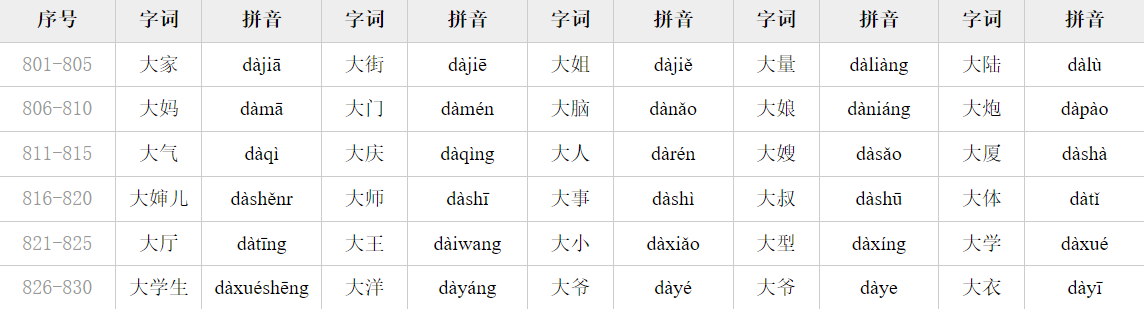 序号 字词 拼音 字词 拼音 字词 拼音 字词 拼音 字词 拼音
801-805 大家 dàjiā 大街 dàjiē 大姐 dàjiě 大量 dàliàng 大陆 dàlù
806-810 大妈 dàmā 大门 dàmén 大脑 dànǎo 大娘 dàniáng 大炮 dàpào
811-815 大气 dàqì 大庆 dàqìng 大人 dàrén 大嫂 dàsǎo 大厦 dàshà
816-820 大婶儿 dàshěnr 大师 dàshī 大事 dàshì 大叔 dàshū 大体 dàtǐ
821-825 大厅 dàtīng 大王 dàiwang 大小 dàxiǎo 大型 dàxíng 大学 dàxué
826-830 大学生 dàxuéshēng 大洋 dàyáng 大爷 dàyé 大爷 dàye 大衣 dàyī